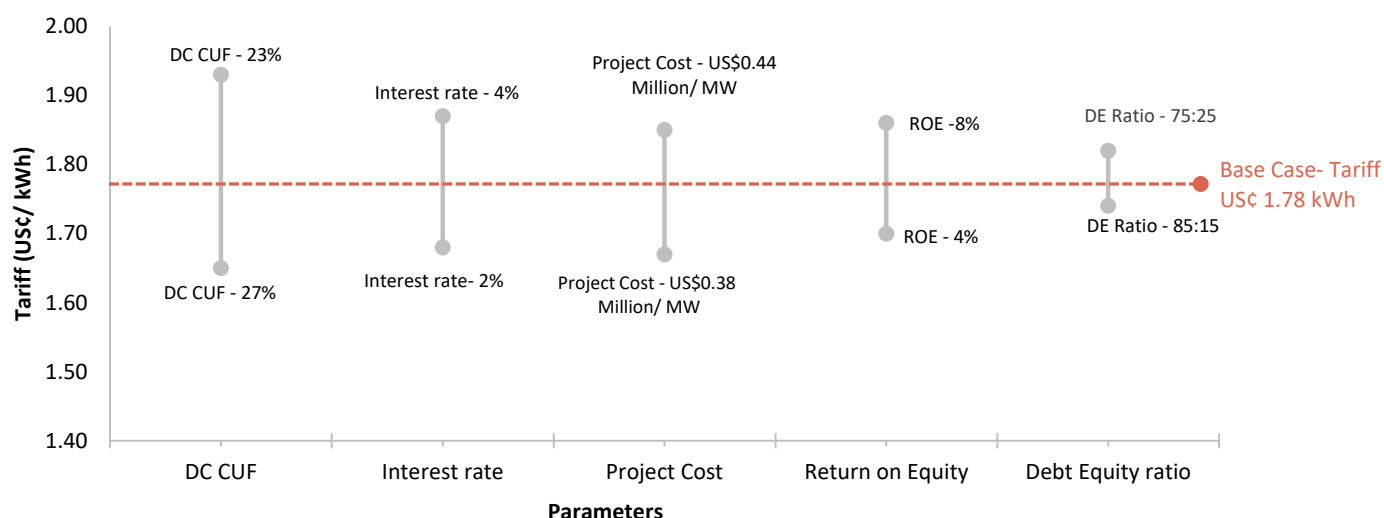 2.00
1.90
1.80
1.70
1.60
1.50
1.40
Tariff (US¢/ kWh)
DC CUF - 23%
DC CUF - 27%
Interest rate - 4%
Interest rate- 2%
Project Cost - US$0.44
Million/ MW
Project Cost - US$0.38
Million/ MW
ROE -8%
ROE - 4%
DE Ratio - 75:25
DE Ratio - 85:15
Base Case- Tariff
US¢ 1.78 kWh
DC CUF
Interest rate
Project Cost
Return on Equity
Debt Equity ratio
Parameters